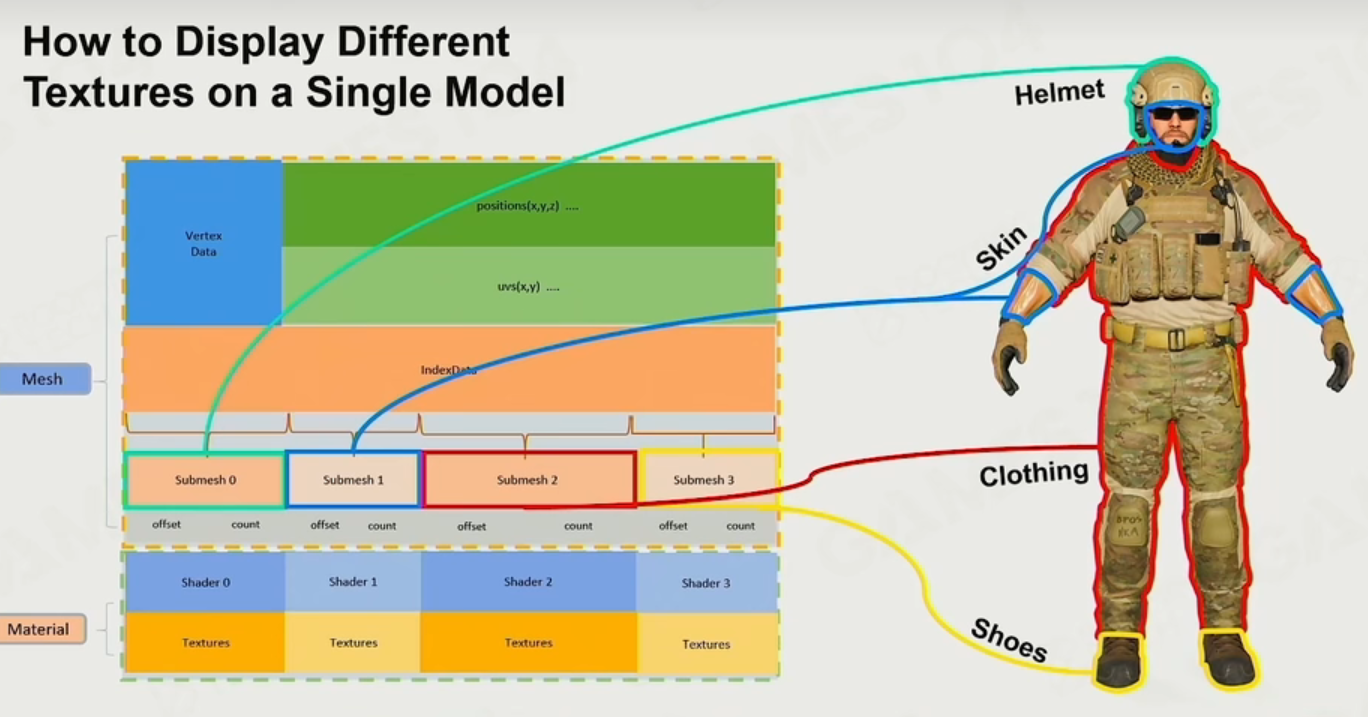 How to Display Different
Textures on a Single Model
Helmet
positions(x,y,z) ....
Vertex
Data
Skin
uvs(x,y) ....
Mesh
IndexData
Submesh 0
Submesh 1
Submesh 2
Submesh 3
Clothing
offset
count
offset
count
offset
count
offset
count
Shader 0
Shader 1
Shader 2
Shader 3
Material
Textures
Textures
Textures
Textures
Shoes